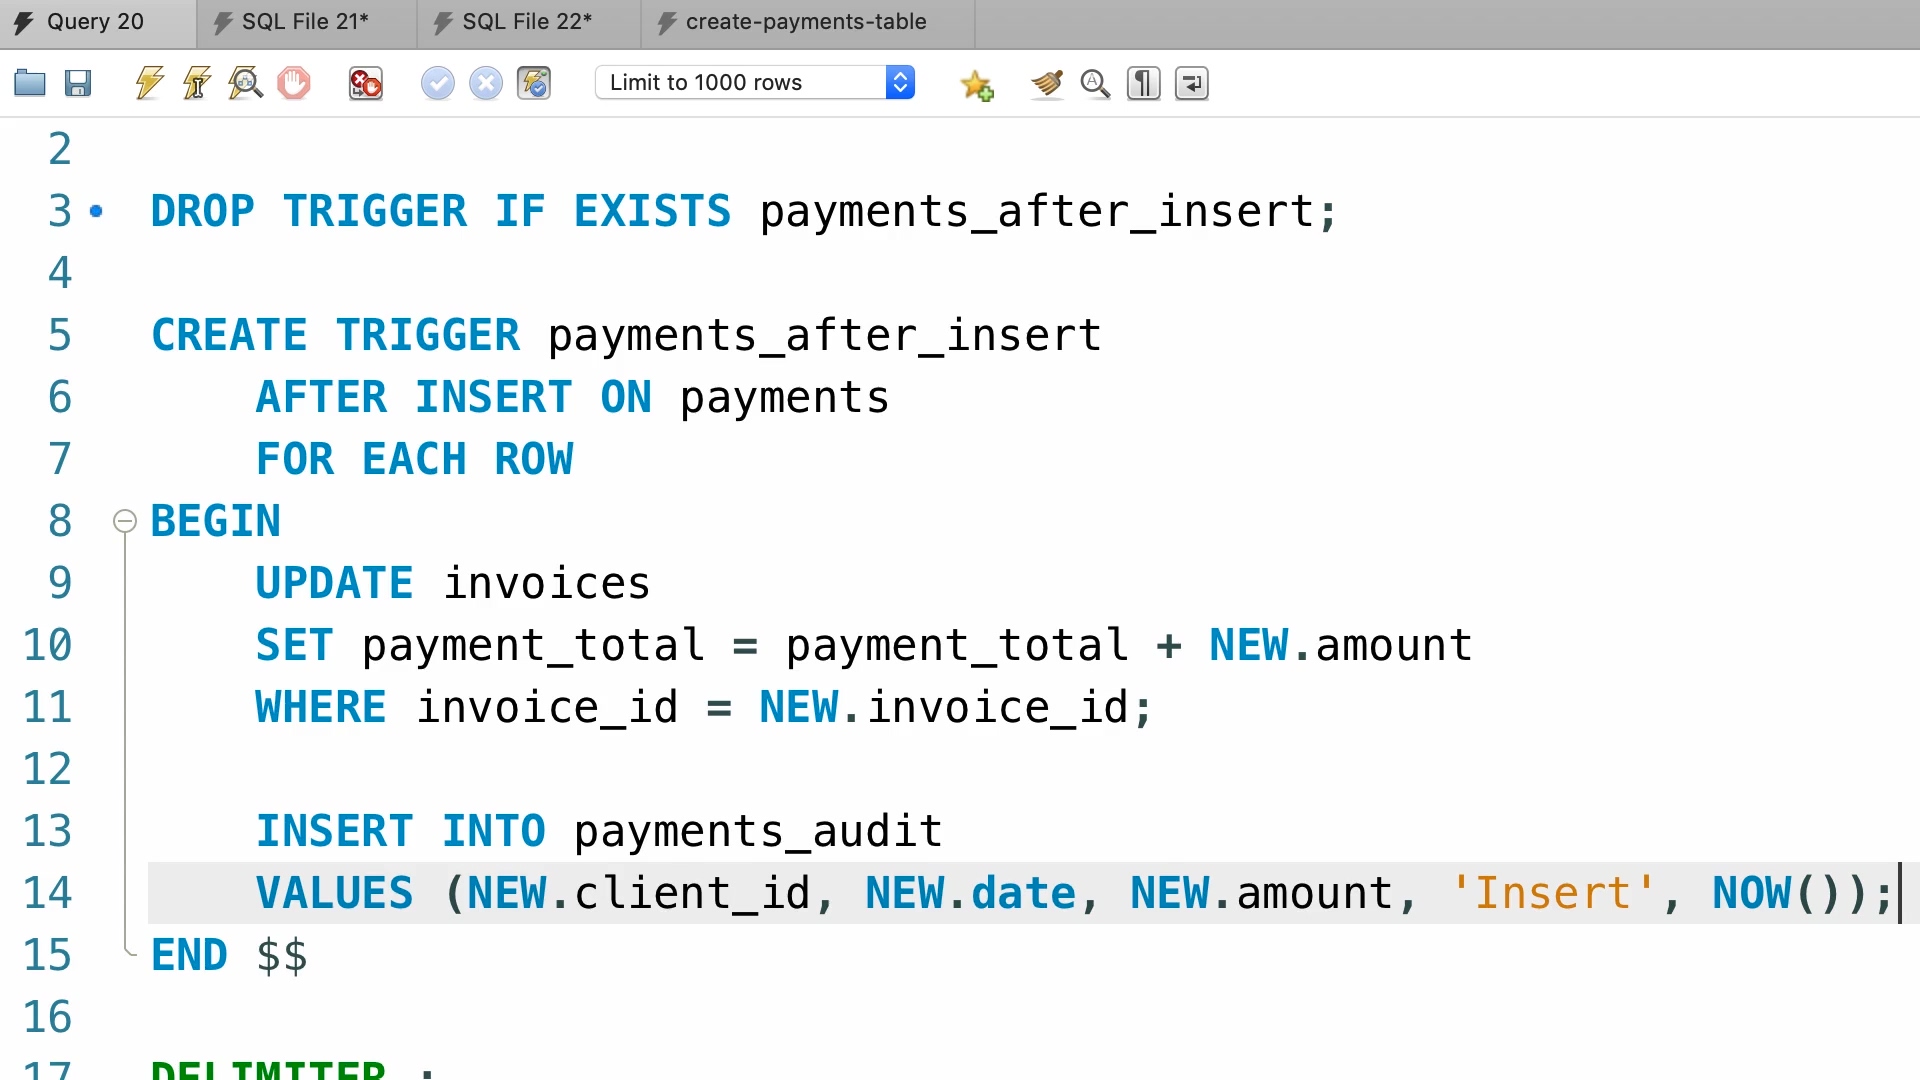 Query 20
SQL File 21*
SQL File 22*
create-payments-table
Limit to 1000 rows
2
3 DROP TRIGGER IF EXISTS payments_after_insert;
4
5 CREATE TRIGGER payments_after_insert
6 AFTER INSERT ON payments
7 FOR EACH ROW
8 BEGIN
9 UPDATE invoices
10 SET payment_total = payment_total + NEW.amount
11 WHERE invoice_id = NEW.invoice_id;
12
13 INSERT INTO payments_audit
14 VALUES (NEW.client_id, NEW.date, NEW.amount, 'Insert', NOW());
15 END $$
16
17 DELIMITER ;